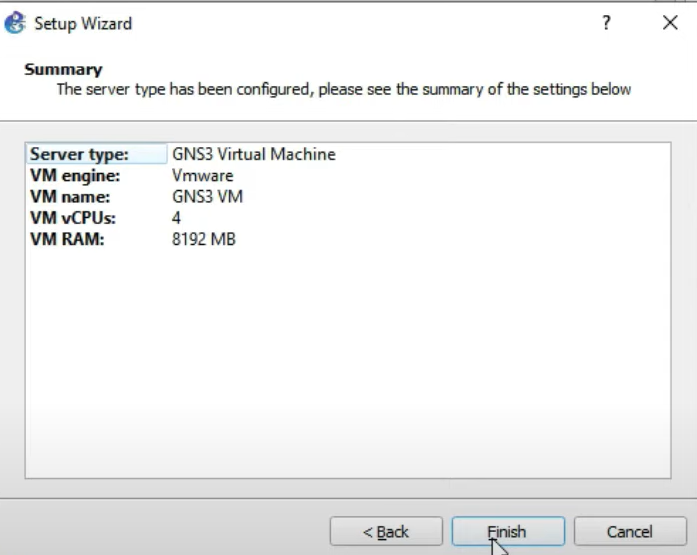 Setup Wizard
?
Summary
The server type has been configured, please see the summary of the settings below
Server type: GNS3 Virtual Machine
VM engine: Vmware
VM name: GNS3 VM
VM vCPUs: 4
VM RAM: 8192 MB
< Back Finish Cancel